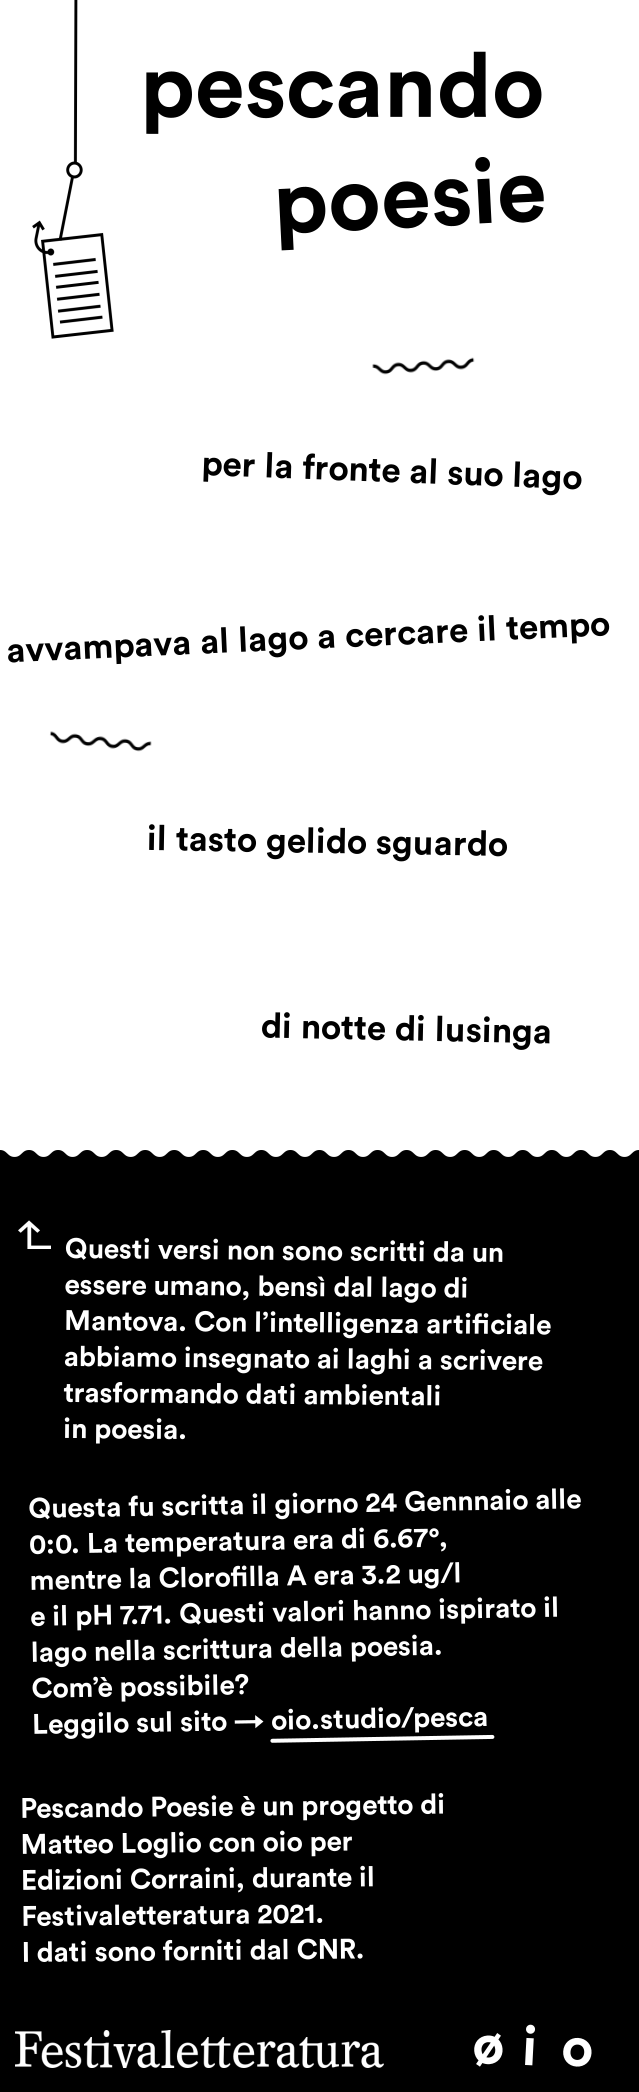 pescando
poesie
per la fronte al suo lago
avvampava al lago a cercare il tempo
il tasto gelido sguardo
di notte di lusinga
Questi versi non sono scritti da un
essere umano, bensì dal lago di
Mantova. Con l’intelligenza artificiale
abbiamo insegnato ai laghi a scrivere
trasformando dati ambientali
in poesia.
Questa fu scritta il giorno 24 Gennnaio alle
0:0. La temperatura era di 6.67°,
mentre la Clorofilla A era 3.2 ug/l
e il pH 7.71. Questi valori hanno ispirato il
lago nella scrittura della poesia.
Com’è possibile?
Leggilo sul sito → oio.studio/pesca
Pescando Poesie è un progetto di
Matteo Loglio con oio per
Edizioni Corraini, durante il
Festivaletteratura 2021.
I dati sono forniti dal CNR.
Festivaletteratura ø i o